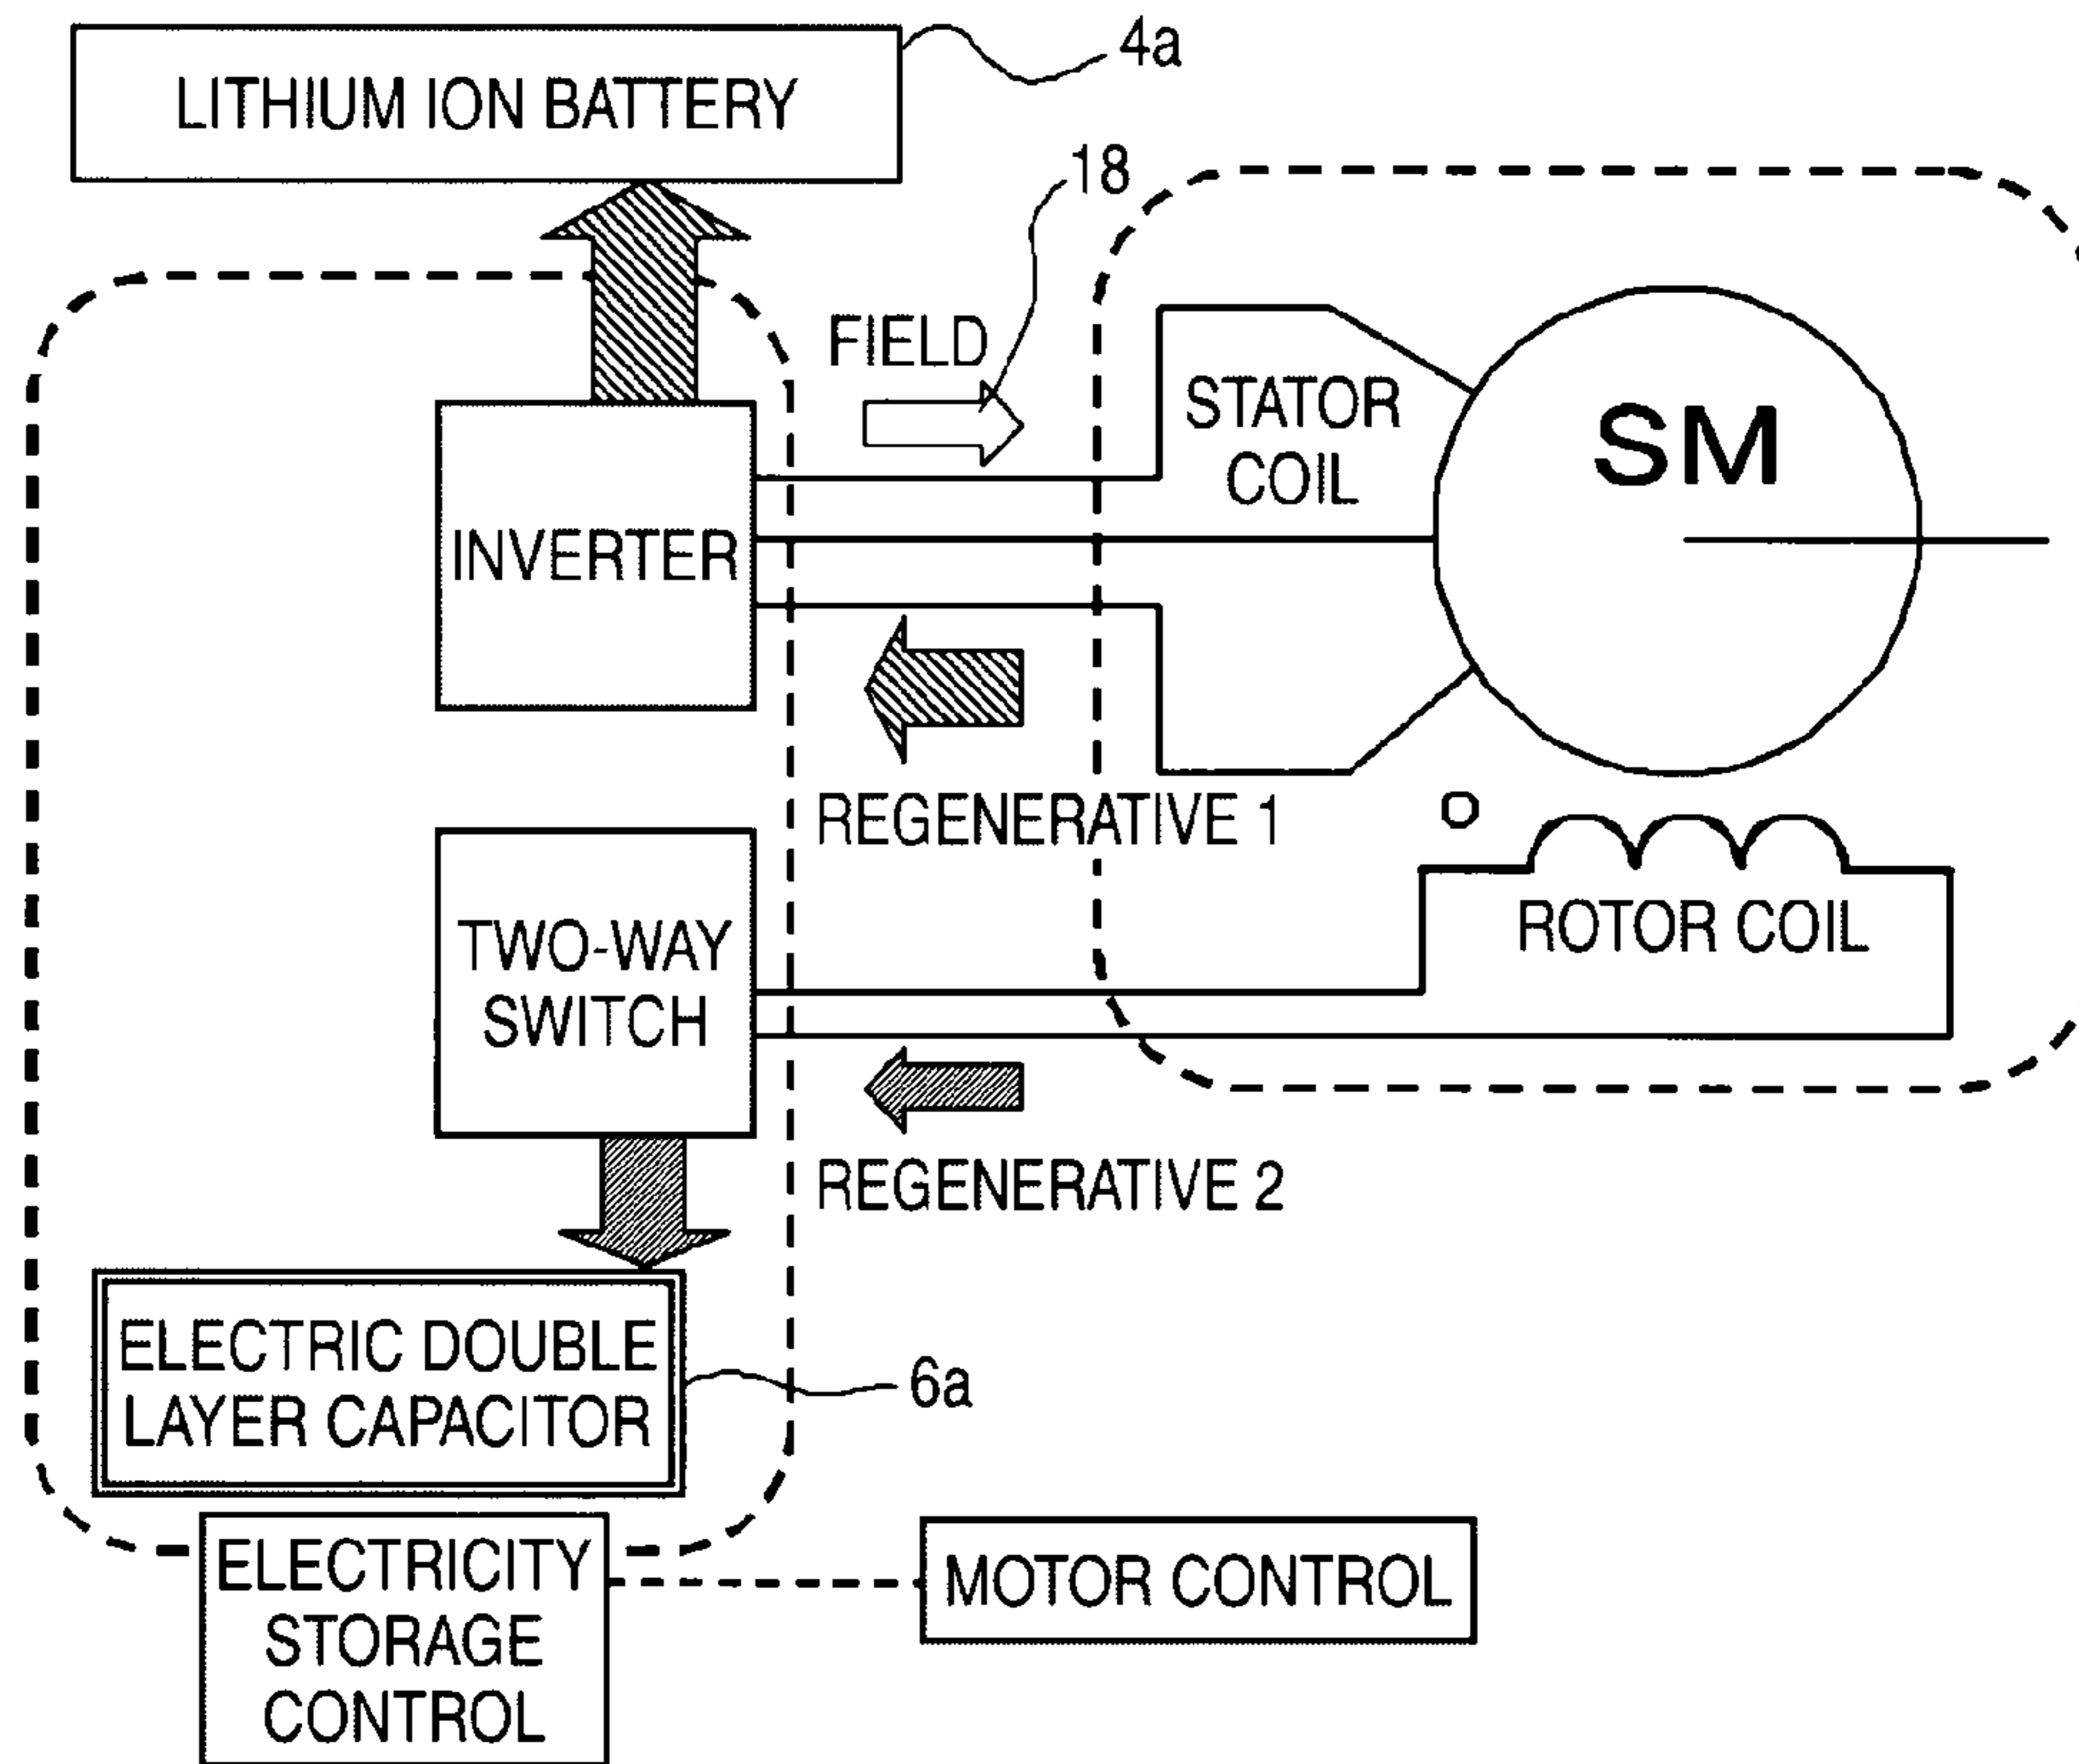 4a
LITHIUM ION BATTERY
18
FIELD
STATOR
COIL
SM
INVERTER
REGENERATIVE 1
ROTOR COIL
TWO-WAY
SWITCH
REGENERATIVE 2
ELECTRIC DOUBLE
LAYER CAPACITOR
6a
ELECTRICITY
STORAGE
CONTROL
MOTOR CONTROL